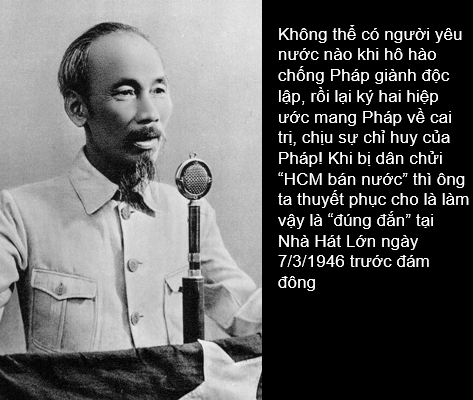 Không thể có người yêu
nước nào khi hô hào
chống Pháp giành độc
lập, rồi lại ký hai hiệp
ước mang Pháp về cai
trị, chịu sự chỉ huy của
Pháp! Khi bị dân chửi
“HCM bán nước” thì ông
ta thuyết phục cho là làm
vậy là “đúng đắn” tại
Nhà Hát Lớn ngày
7/3/1946 trước đám
đông